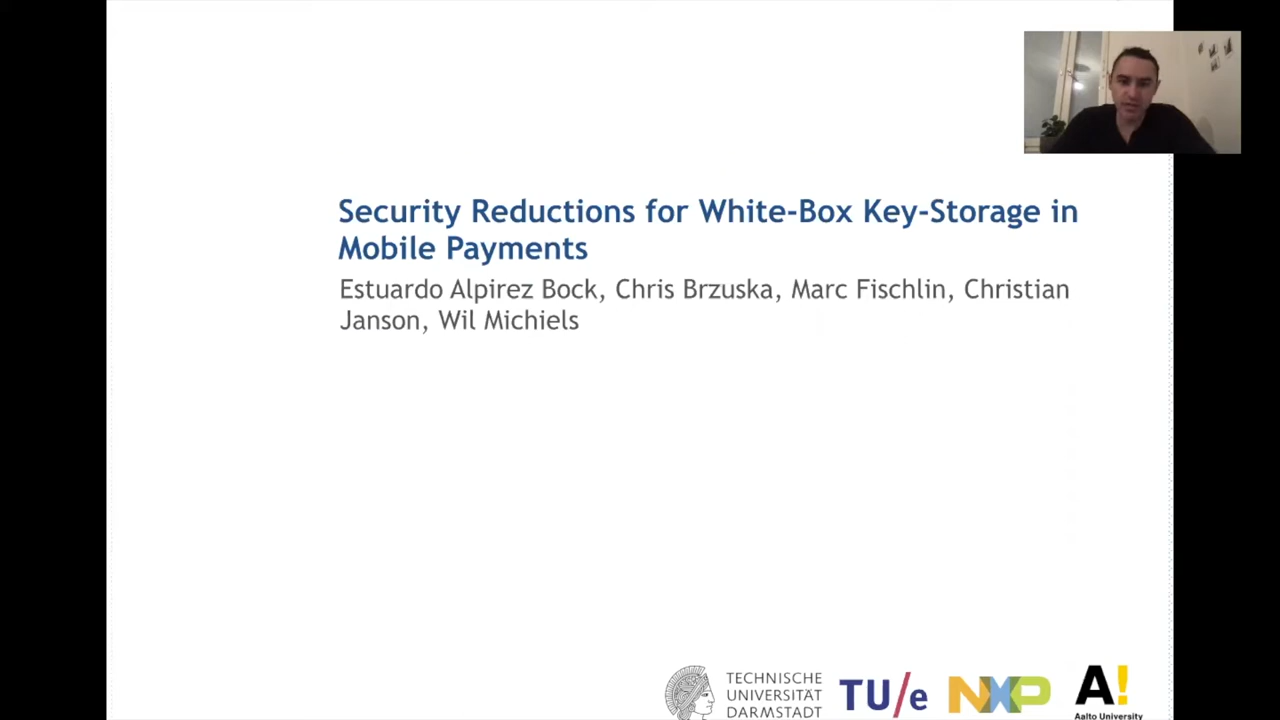 Security Reductions for White-Box Key-Storage in
Mobile Payments
Estuardo Alpirez Bock, Chris Brzuska, Marc Fischlin, Christian
Janson, Wil Michiels
TECHNISCHE
UNIVERSITÄT
DARMSTADT
TU/e
NXP
A!
Aalto University